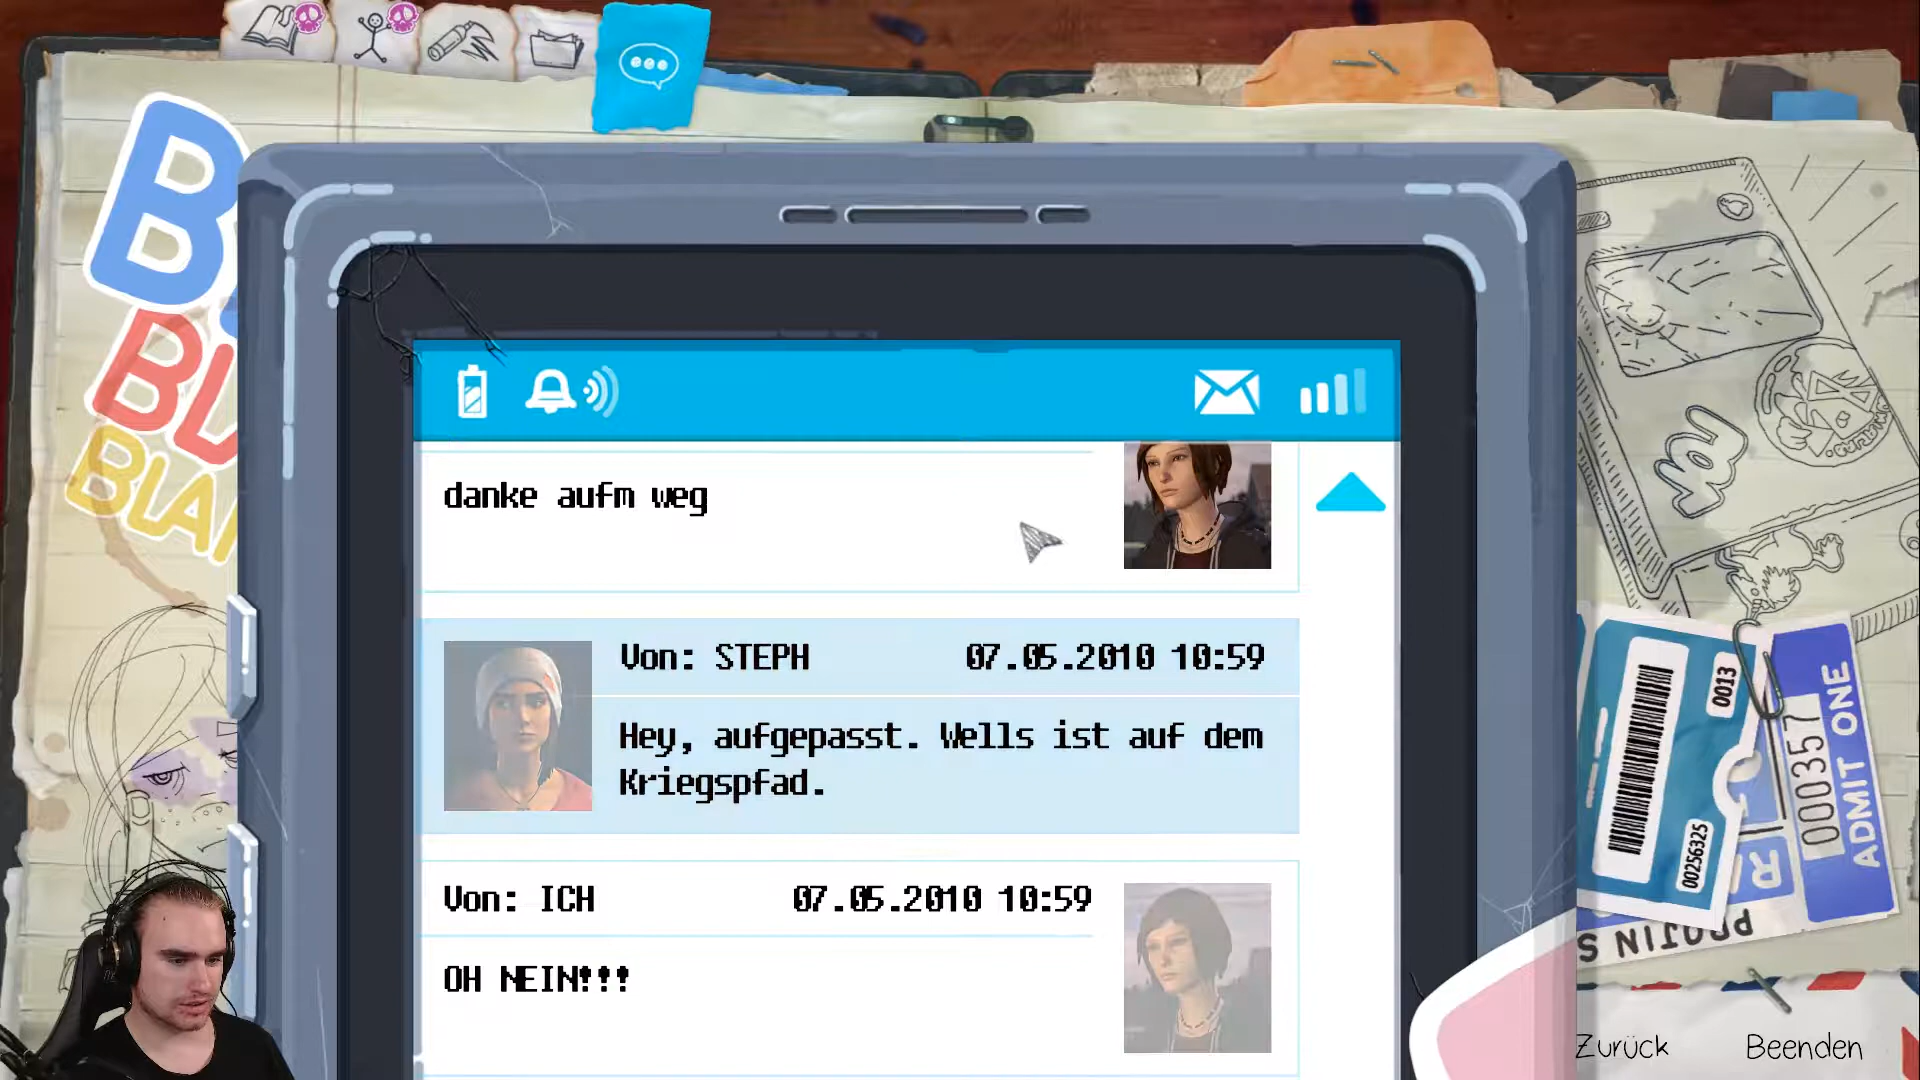 danke aufm weg
Von: STEPH 07.05.2010 10:59
Hey, aufgepasst. Wells ist auf dem
Kriegspfad.
Von: ICH 07.05.2010 10:59
OH NEIN!!!
0013
00256325
000357
ADMIT ONE
Zurück
Beenden